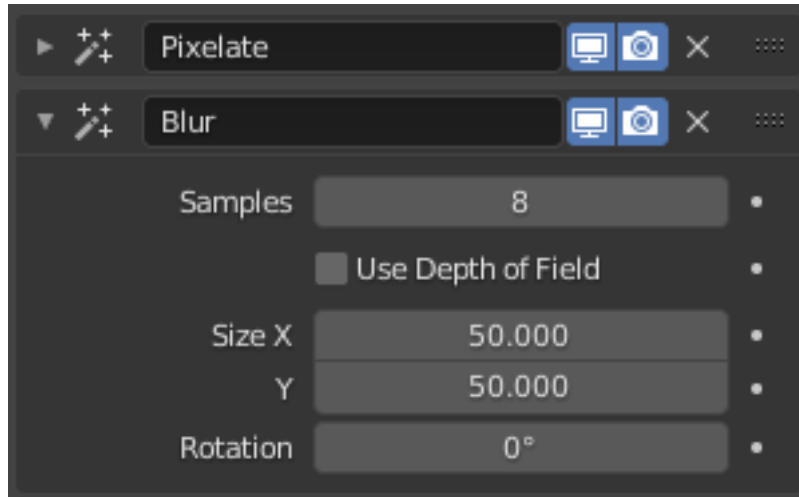 Pixelate
Blur
Samples 8
Use Depth of Field
Size X 50.000
Y 50.000
Rotation 0°